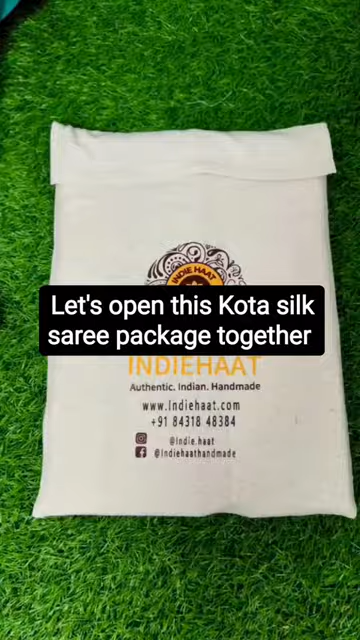 INDIE HAAT
Let's open this Kota silk
saree package together
INDIEHAAT
Authentic. Indian. Handmade
www.Indiehaat.com
+91 84318 48384
@indie.haat
@Indiehaathandmade